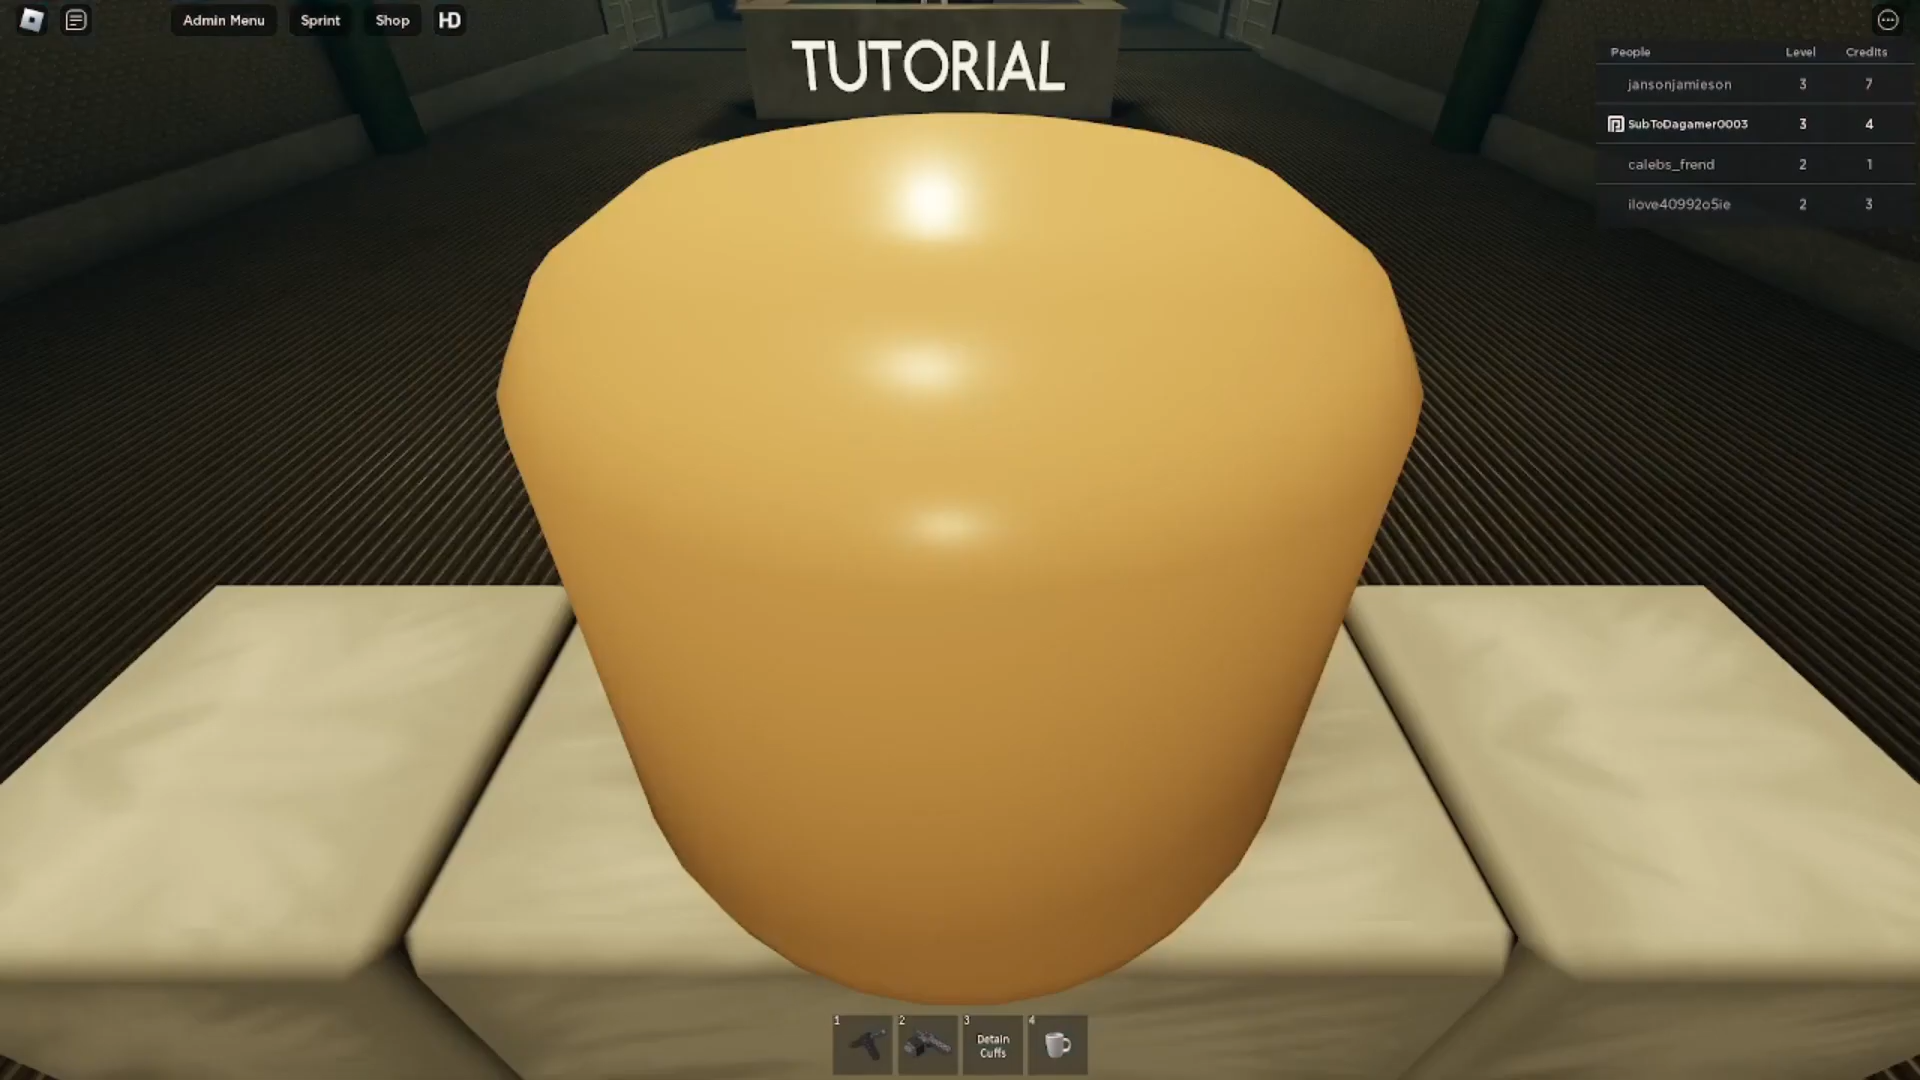 Admin Menu Sprint Shop HD
TUTORIAL
People Level Credits
jansonjamieson 3 7
SubToDagamer0003 3 4
calebs_frend 2 1
ilove40992o5ie 2 3
1 2 3 4
Detain
Cuffs